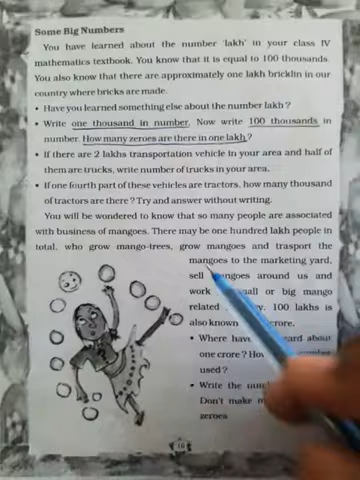 Some Big Numbers
You have learned about the number 'lakh' in your class IV
mathematics textbook. You know that it is equal to 100 thousands.
You also know that there are approximately one lakh bricklin in our
country where bricks are made.
• Have you learned something else about the number lakh ?
• Write one thousand in number. Now write 100 thousands in
number. How many zeroes are there in one lakh?
• If there are 2 lakhs transportation vehicle in your area and half of
them are trucks, write number of trucks in your area.
• If one fourth part of these vehicles are tractors, how many thousand
of tractors are there ? Try and answer without writing.
You will be wondered to know that so many people are associated
with business of mangoes. There may be one hundred lakh people in
total, who grow mango-trees, grow mangoes and trasport the
mangoes to the marketing yard,
sell mangoes around us and
work or big mango
related 100 lakhs is
also known crore.
• Where have about
one crore ?
used ?
• Write the
Don't make
zeroes
10